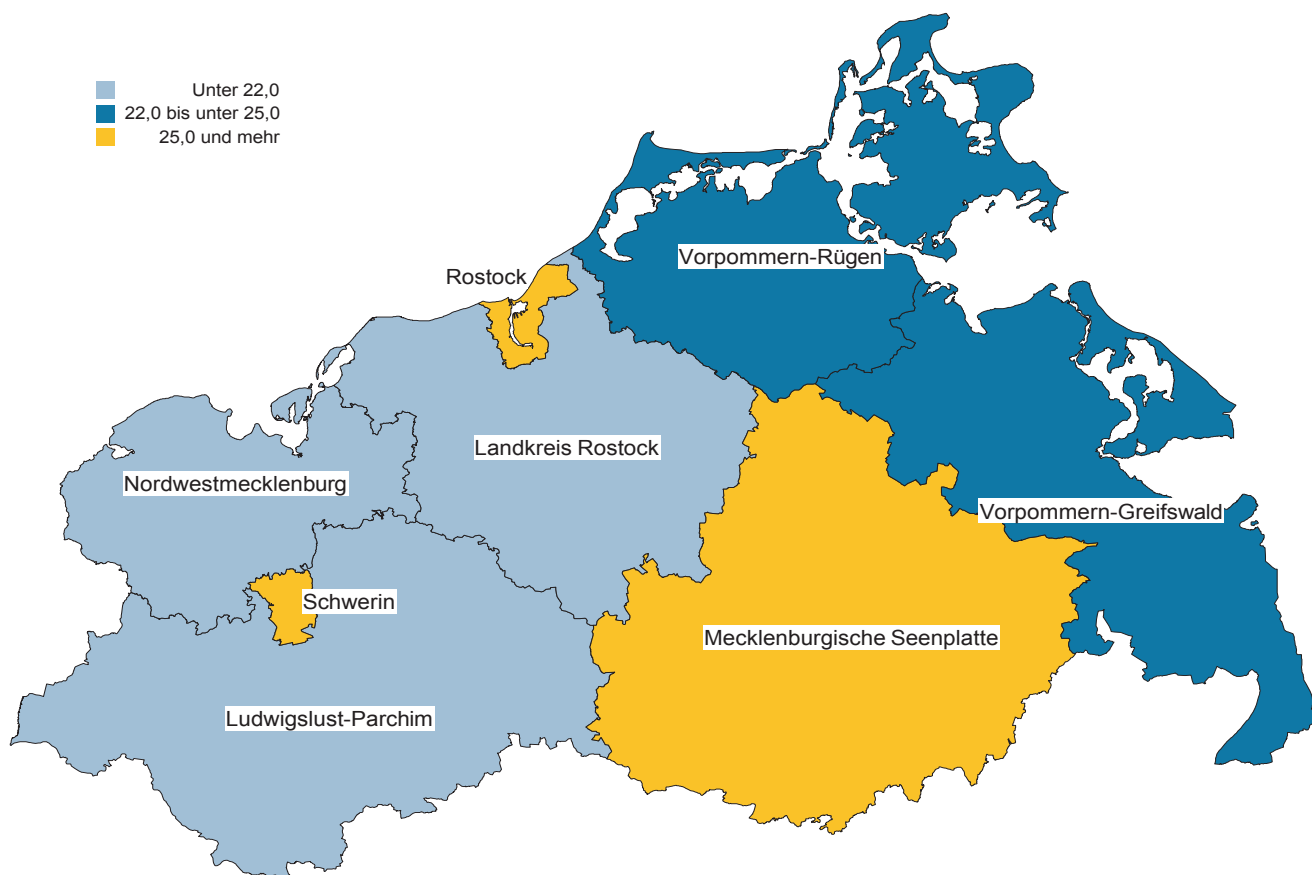 Unter 22,0
22,0 bis unter 25,0
25,0 und mehr
Vorpommern-Rügen
Rostock
Landkreis Rostock
Nordwestmecklenburg
Vorpommern-Greifswald
Schwerin
Mecklenburgische Seenplatte
Ludwigslust-Parchim